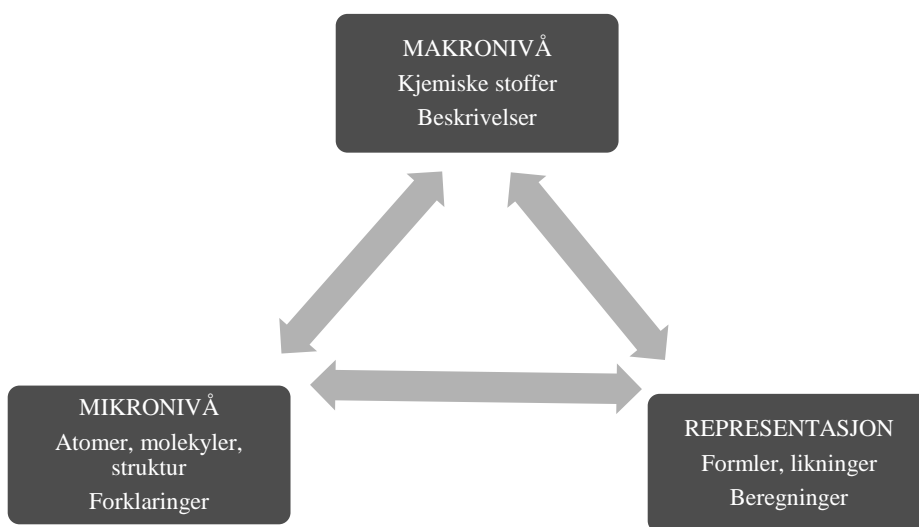 MAKRONIVÅ
Kjemiske stoffer
Beskrivelser
MIKRONIVÅ
Atomer, molekyler,
struktur
Forklaringer
REPRESENTASJON
Formler, likninger
Beregninger